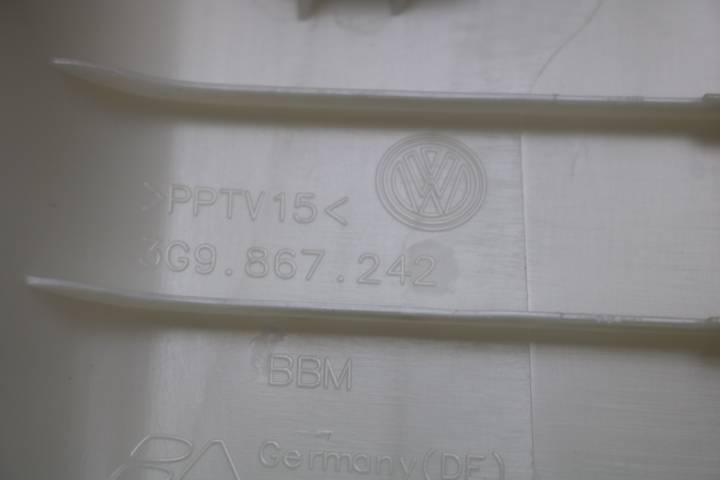 >PPTV15<
3G9.867.242
BBM
Germany(DE)